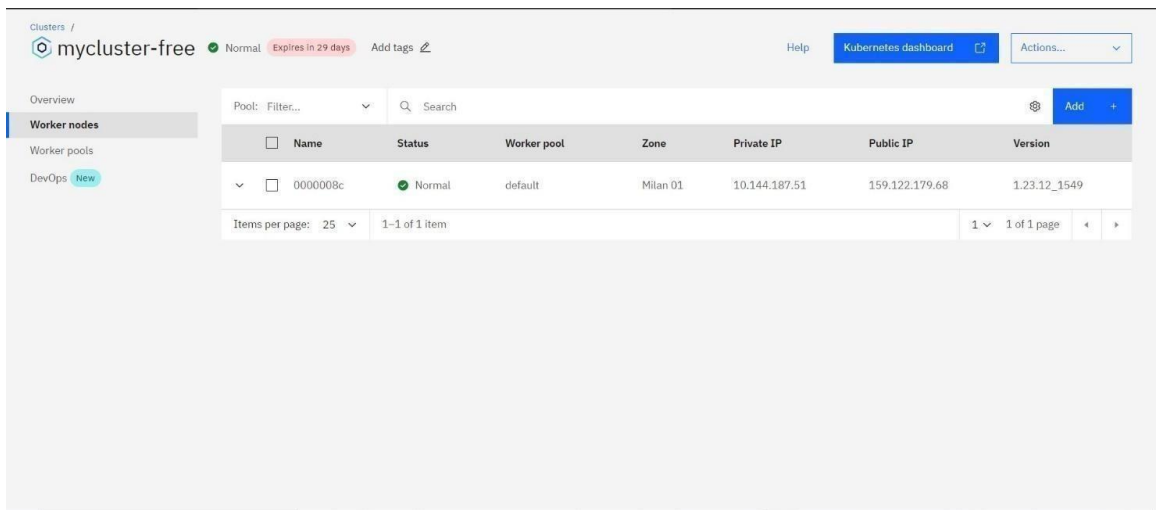 Clusters /
mycluster-free Normal Expires in 29 days Add tags Help Kubernetes dashboard Actions...
Overview
Worker nodes
Worker pools
DevOps New
Pool: Filter... Search Add +
Name Status Worker pool Zone Private IP Public IP Version
0000008c Normal default Milan 01 10.144.187.51 159.122.179.68 1.23.12_1549
Items per page: 25 1–1 of 1 item 1 1 of 1 page